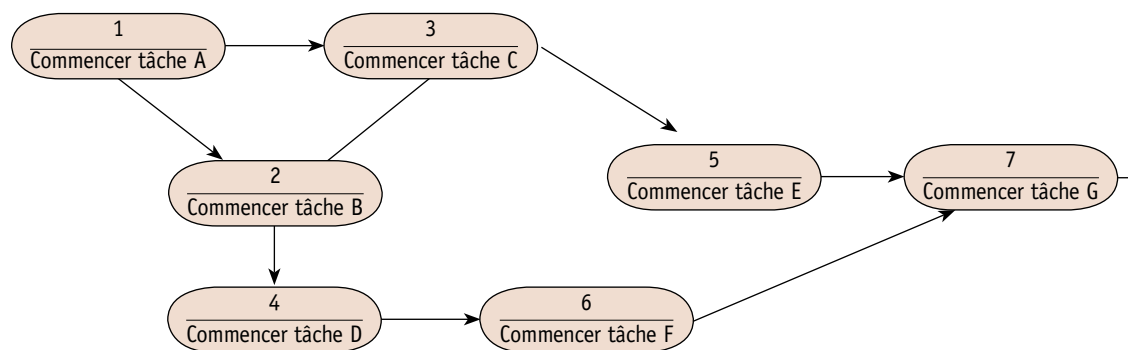 1
Commencer tâche A
3
Commencer tâche C
2
Commencer tâche B
5
Commencer tâche E
7
Commencer tâche G
4
Commencer tâche D
6
Commencer tâche F